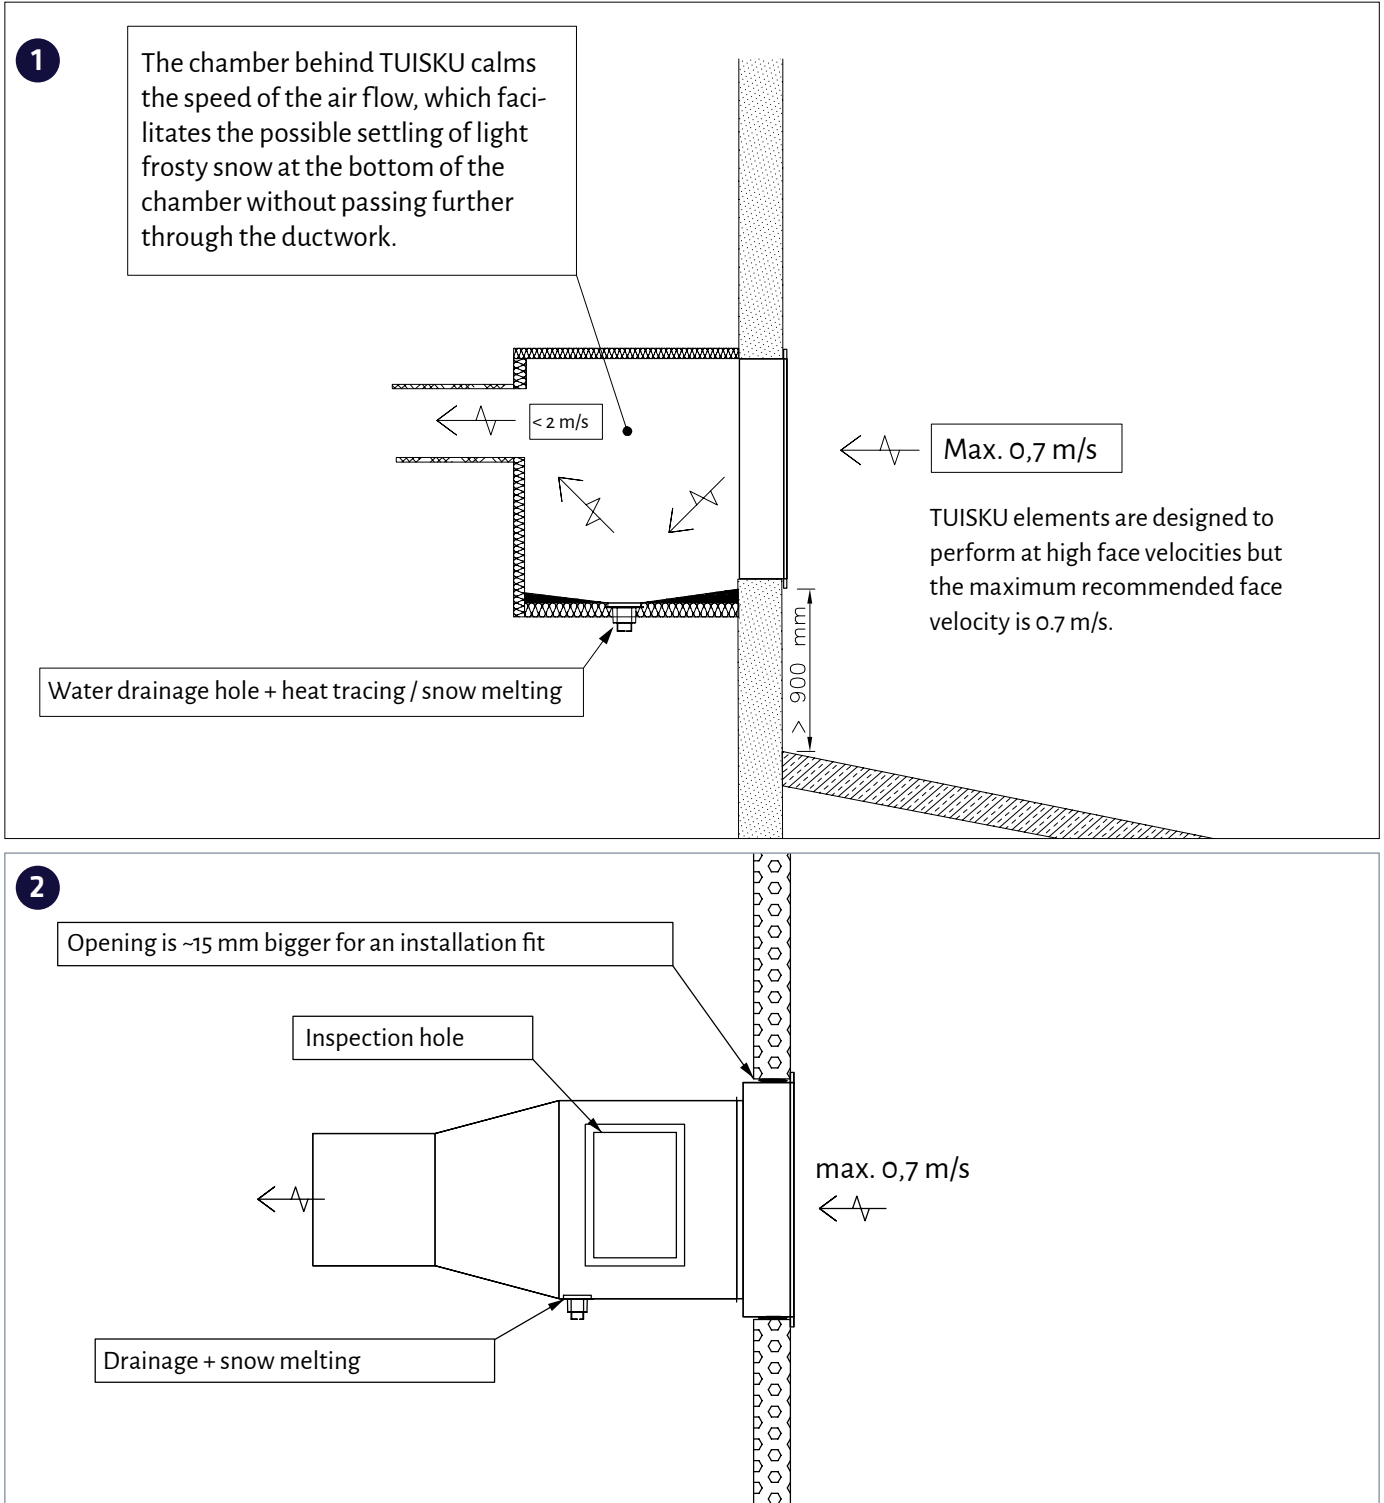 1
The chamber behind TUISKU calms
the speed of the air flow, which faci-
litates the possible settling of light
frosty snow at the bottom of the
chamber without passing further
through the ductwork.
< 2 m/s
Max. 0,7 m/s
TUISKU elements are designed to
perform at high face velocities but
the maximum recommended face
velocity is 0.7 m/s.
> 900 mm
Water drainage hole + heat tracing / snow melting
2
Opening is ~15 mm bigger for an installation fit
Inspection hole
max. 0,7 m/s
Drainage + snow melting